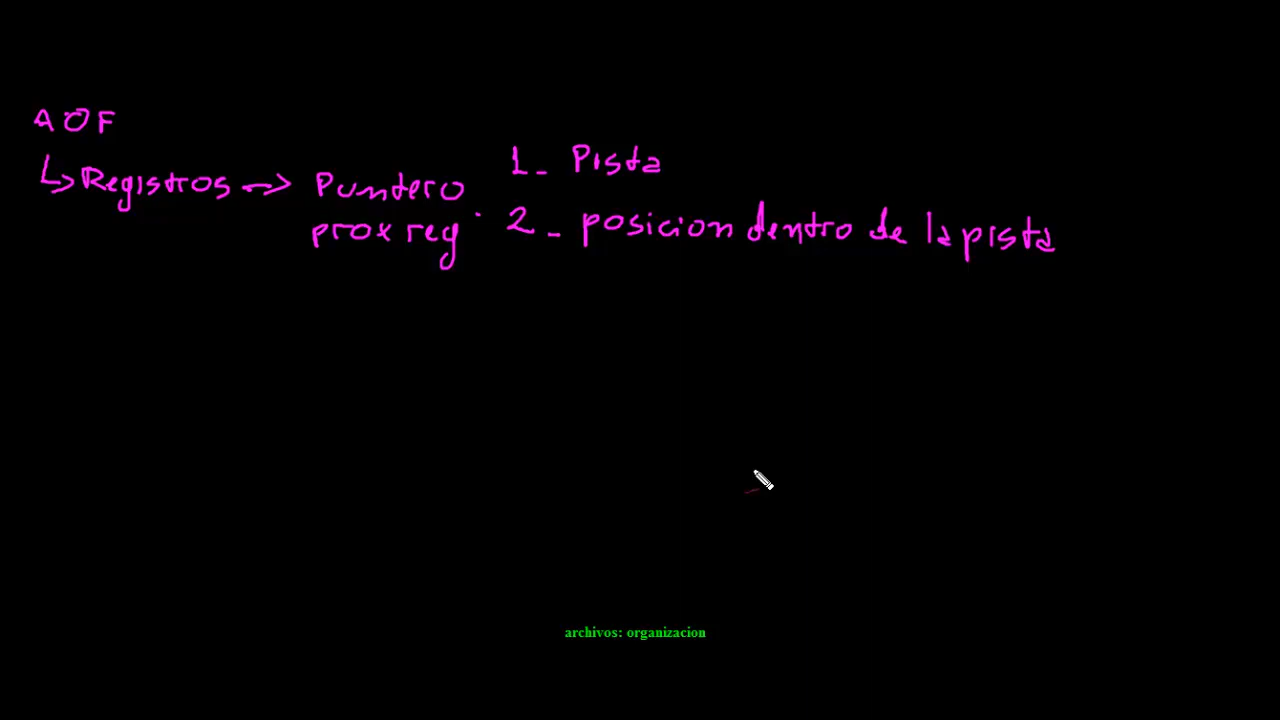 AOF
↳ Registros -> Puntero
prox reg
1_ Pista
2_ posicion dentro de la pista
archivos: organizacion